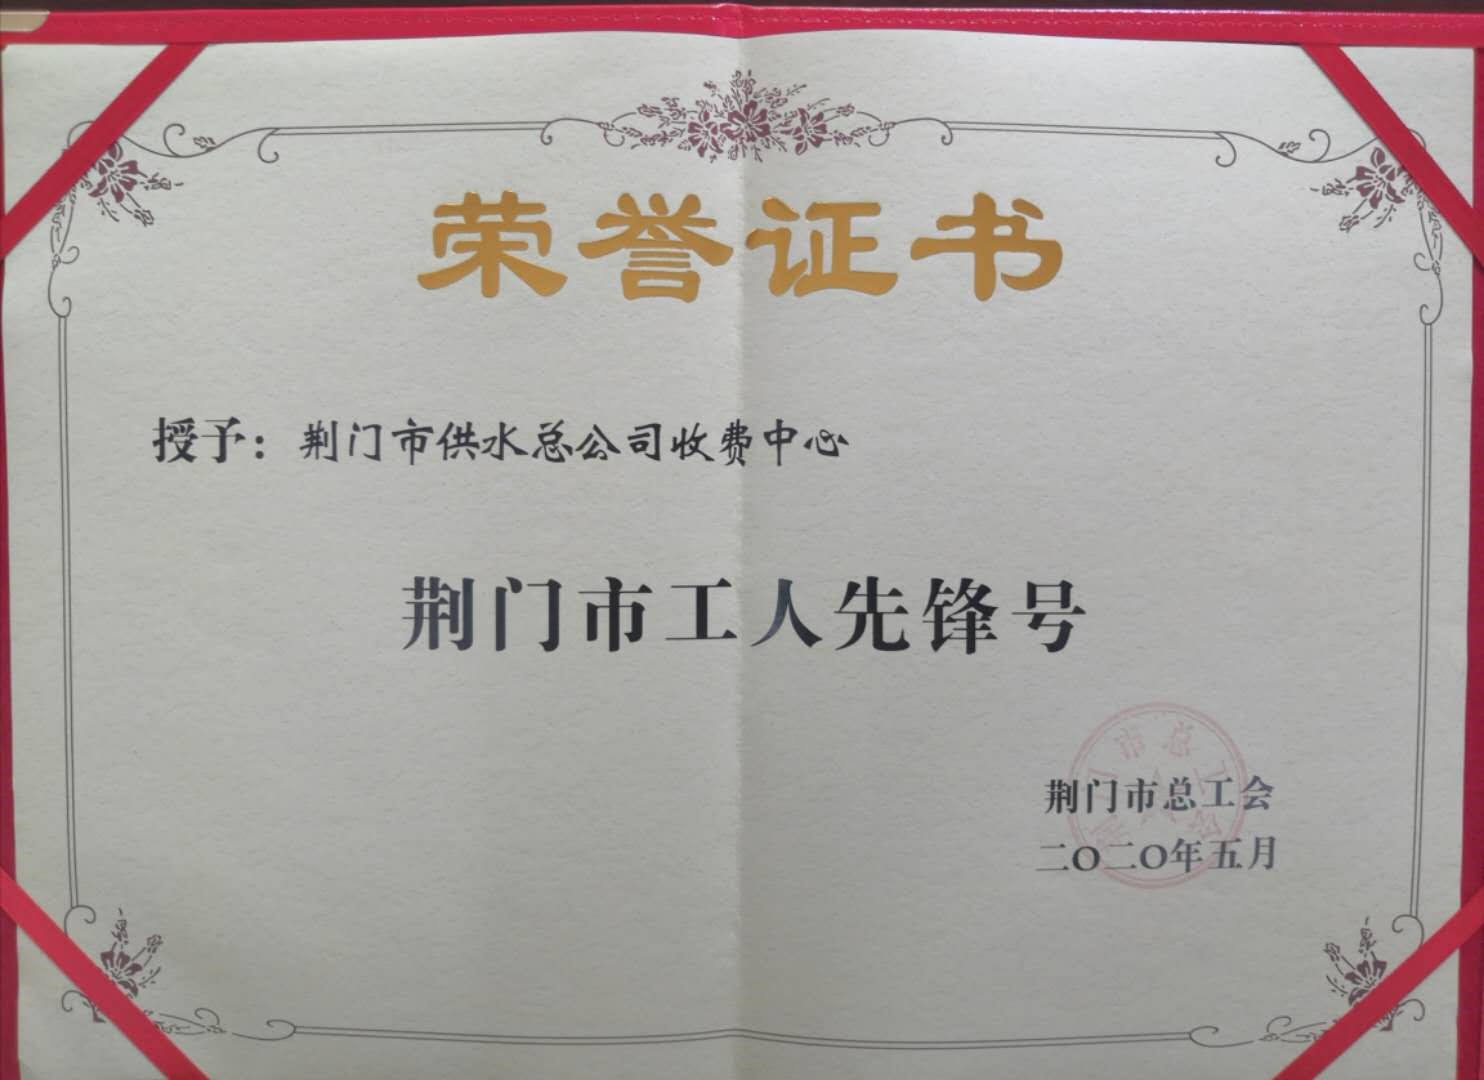 荣誉证书
授予：荆门市供水总公司收费中心
荆门市工人先锋号
荆门市总工会
二〇二〇年五月